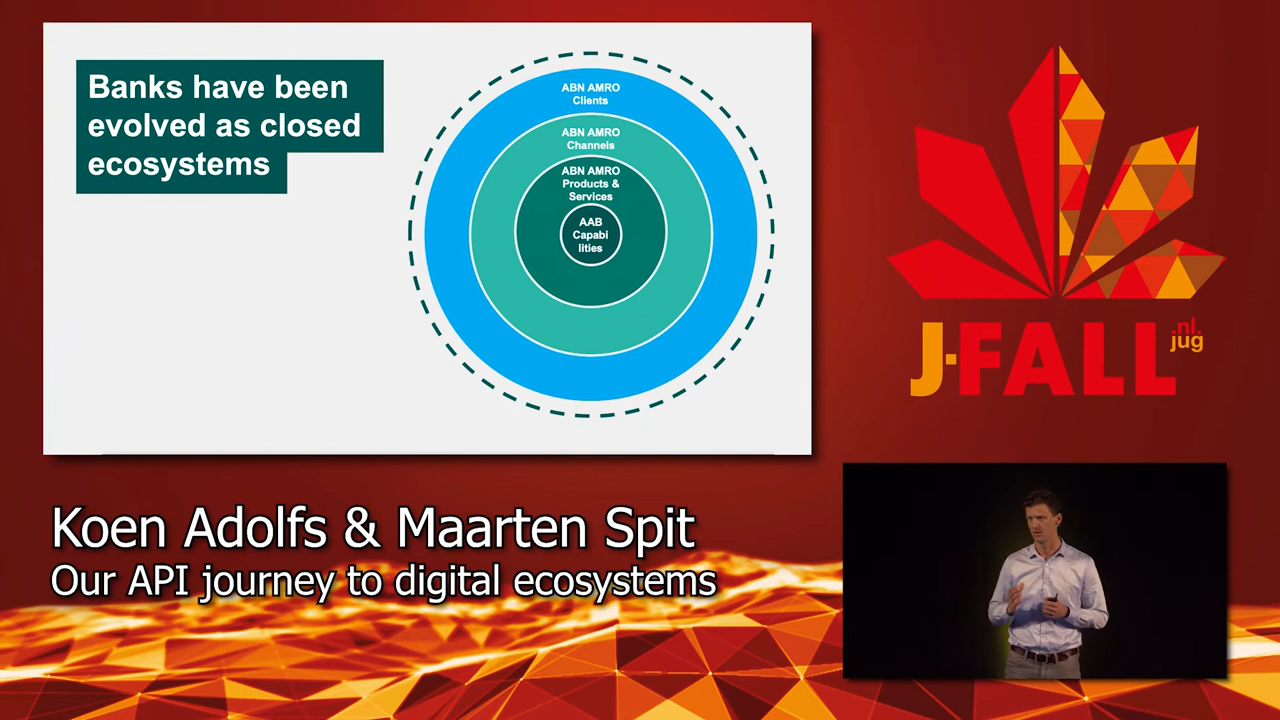 Banks have been
evolved as closed
ecosystems
ABN AMRO
Clients
ABN AMRO
Channels
ABN AMRO
Products &
Services
AAB
Capabi
lities
J-FALL
.nl.
jug
Koen Adolfs & Maarten Spit
Our API journey to digital ecosystems